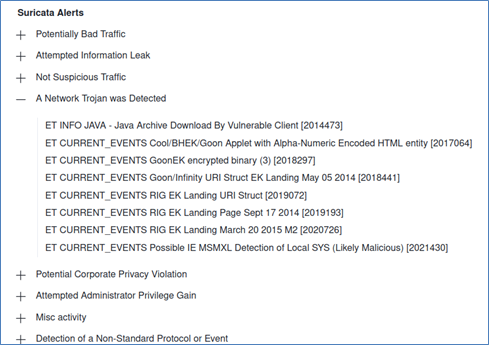 Suricata Alerts
Potentially Bad Traffic
Attempted Information Leak
Not Suspicious Traffic
A Network Trojan was Detected
ET INFO JAVA - Java Archive Download By Vulnerable Client [2014473]
ET CURRENT_EVENTS Cool/BHEK/Goon Applet with Alpha-Numeric Encoded HTML entity [2017064]
ET CURRENT_EVENTS GoonEK encrypted binary (3) [2018297]
ET CURRENT_EVENTS Goon/Infinity URI Struct EK Landing May 05 2014 [2018441]
ET CURRENT_EVENTS RIG EK Landing URI Struct [2019072]
ET CURRENT_EVENTS RIG EK Landing Page Sept 17 2014 [2019193]
ET CURRENT_EVENTS RIG EK Landing March 20 2015 M2 [2020726]
ET CURRENT_EVENTS Possible IE MSMXL Detection of Local SYS (Likely Malicious) [2021430]
Potential Corporate Privacy Violation
Attempted Administrator Privilege Gain
Misc activity
Detection of a Non-Standard Protocol or Event